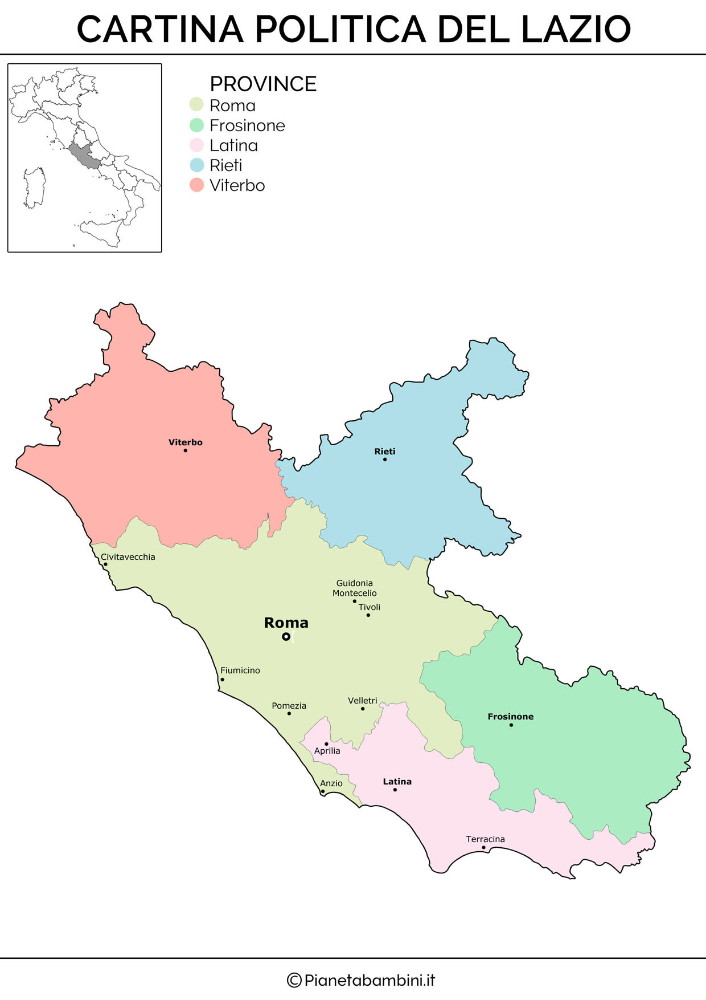 CARTINA POLITICA DEL LAZIO
PROVINCE
Roma
Frosinone
Latina
Rieti
Viterbo
Viterbo
Rieti
Civitavecchia
Guidonia
Montecelio
Tivoli
Roma
Fiumicino
Pomezia
Velletri
Frosinone
Aprilia
Anzio
Latina
Terracina
©Pianetabambini.it